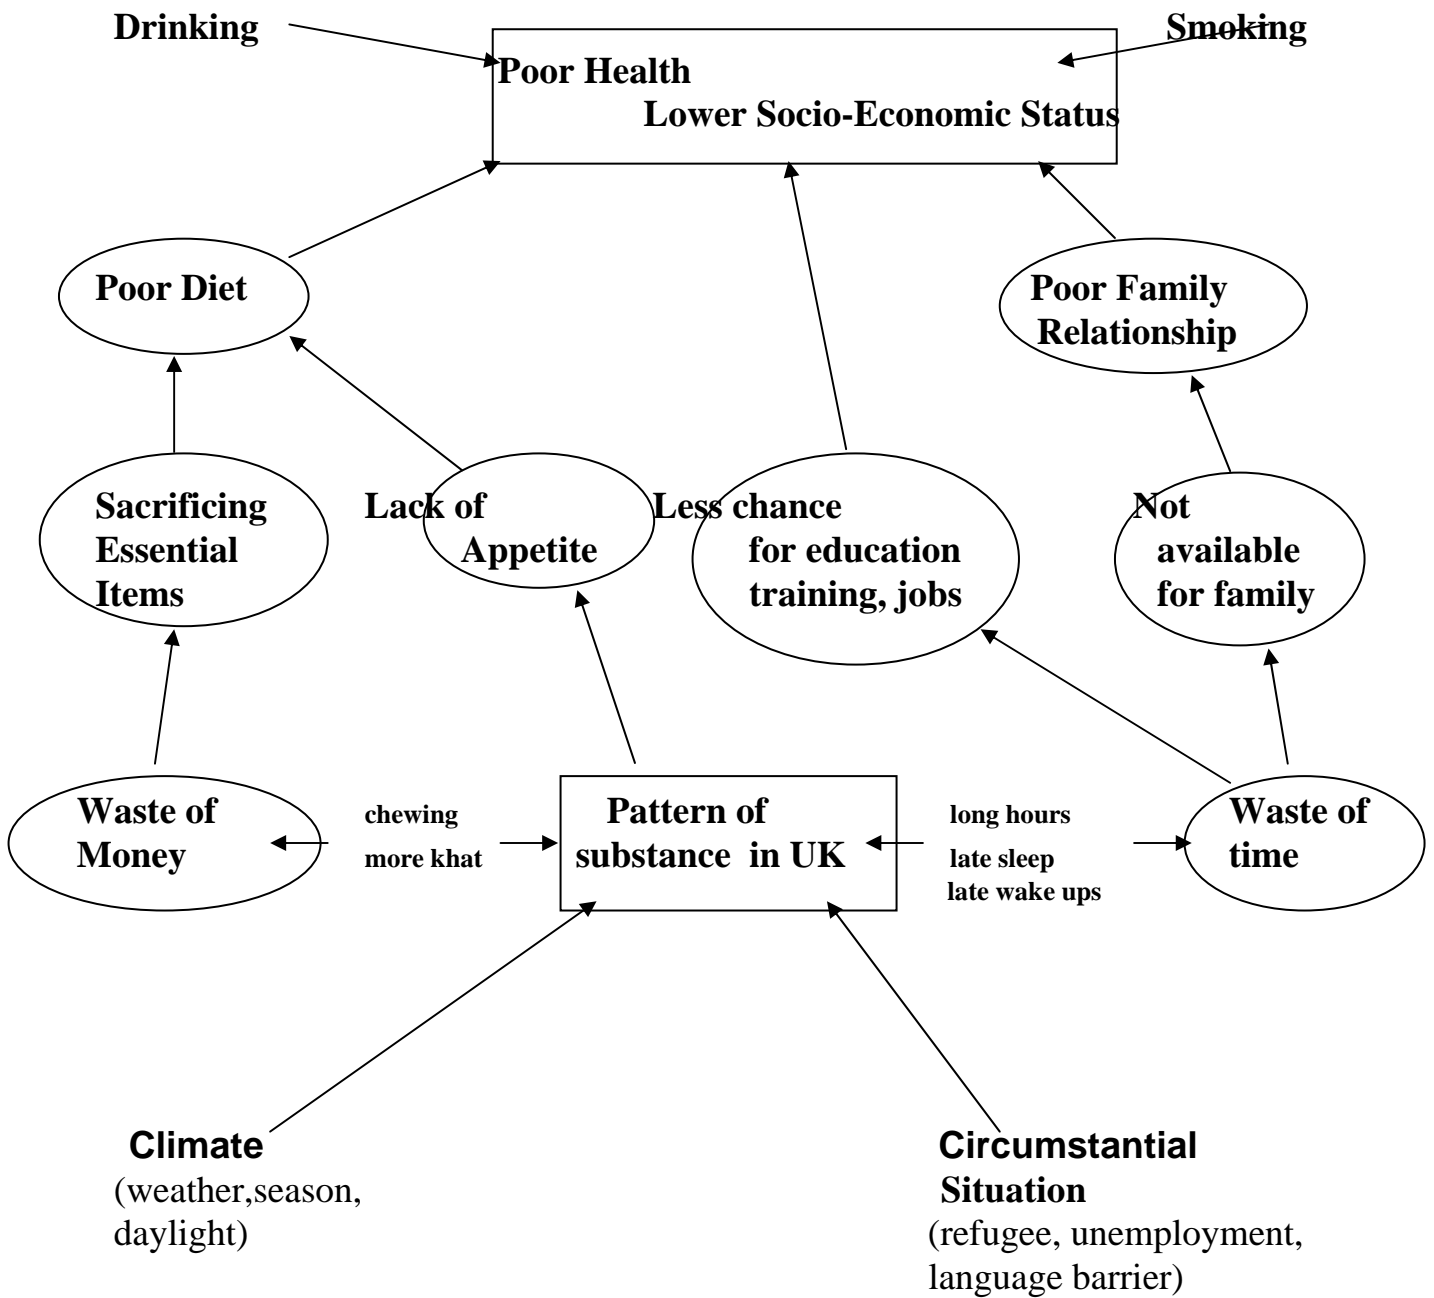 Drinking
Smoking
Poor Health
Lower Socio-Economic Status
Poor Diet
Poor Family
Relationship
Sacrificing
Essential
Items
Lack of
Appetite
Less chance
for education
training, jobs
Not
available
for family
Waste of
Money
chewing
more khat
Pattern of
substance in UK
long hours
late sleep
late wake ups
Waste of
time
Climate
(weather,season,
daylight)
Circumstantial
Situation
(refugee, unemployment,
language barrier)